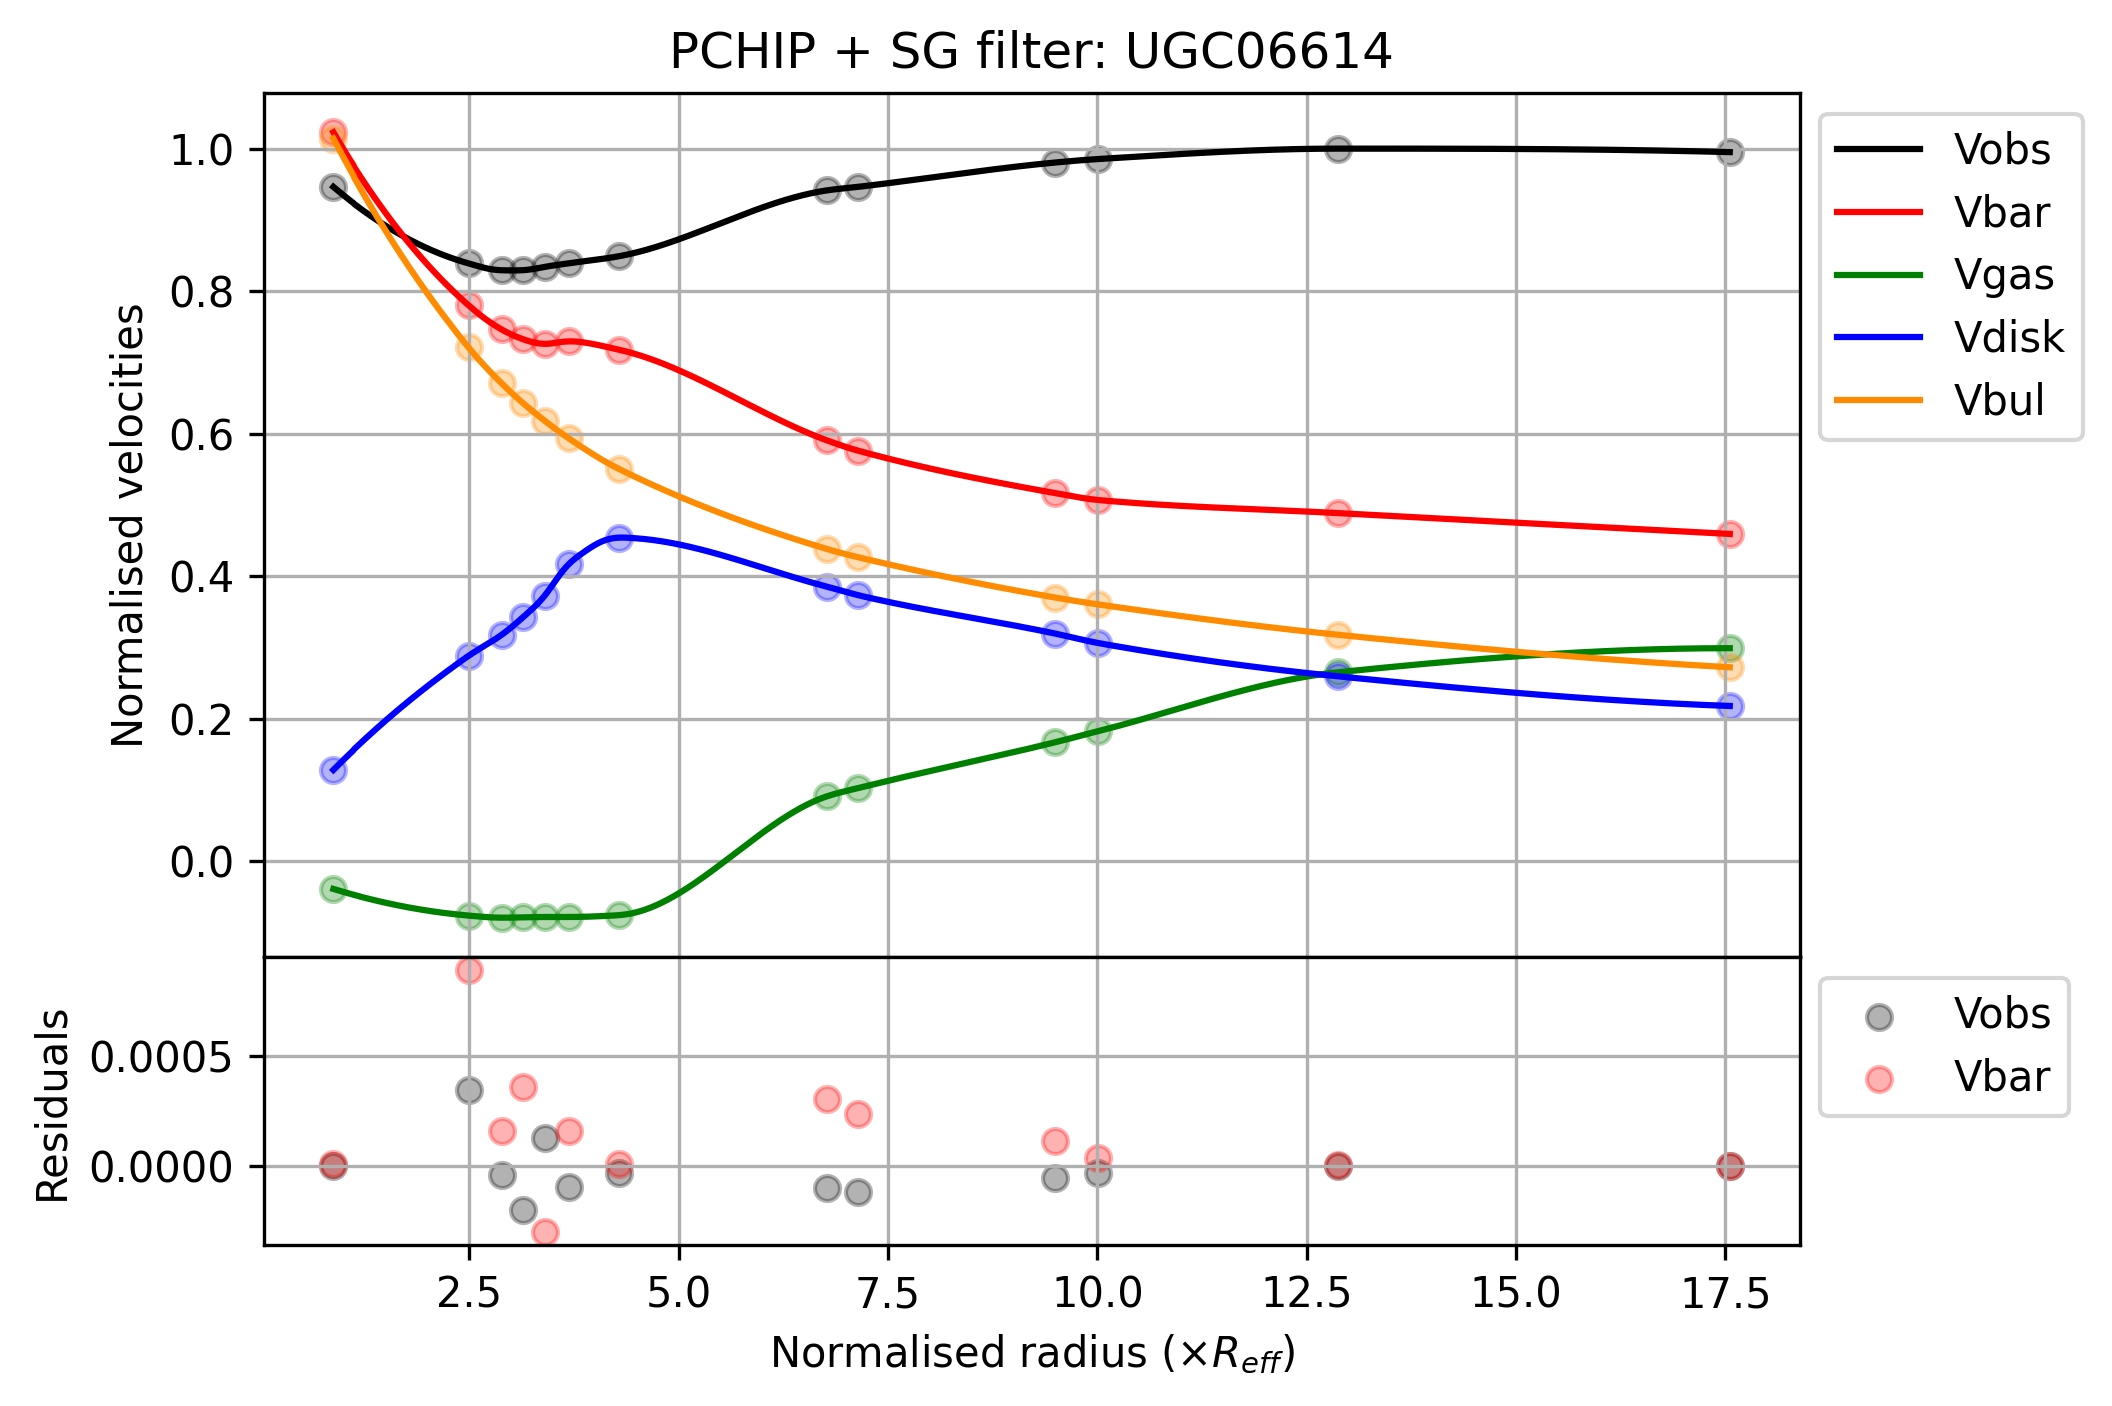 PCHIP + SG filter: UGC06614
Normalised velocities
1.0
0.8
0.6
0.4
0.2
0.0
Vobs
Vbar
Vgas
Vdisk
Vbul
Residuals
0.0005
0.0000
Vobs
Vbar
2.5 5.0 7.5 10.0 12.5 15.0 17.5
Normalised radius (×R_eff)